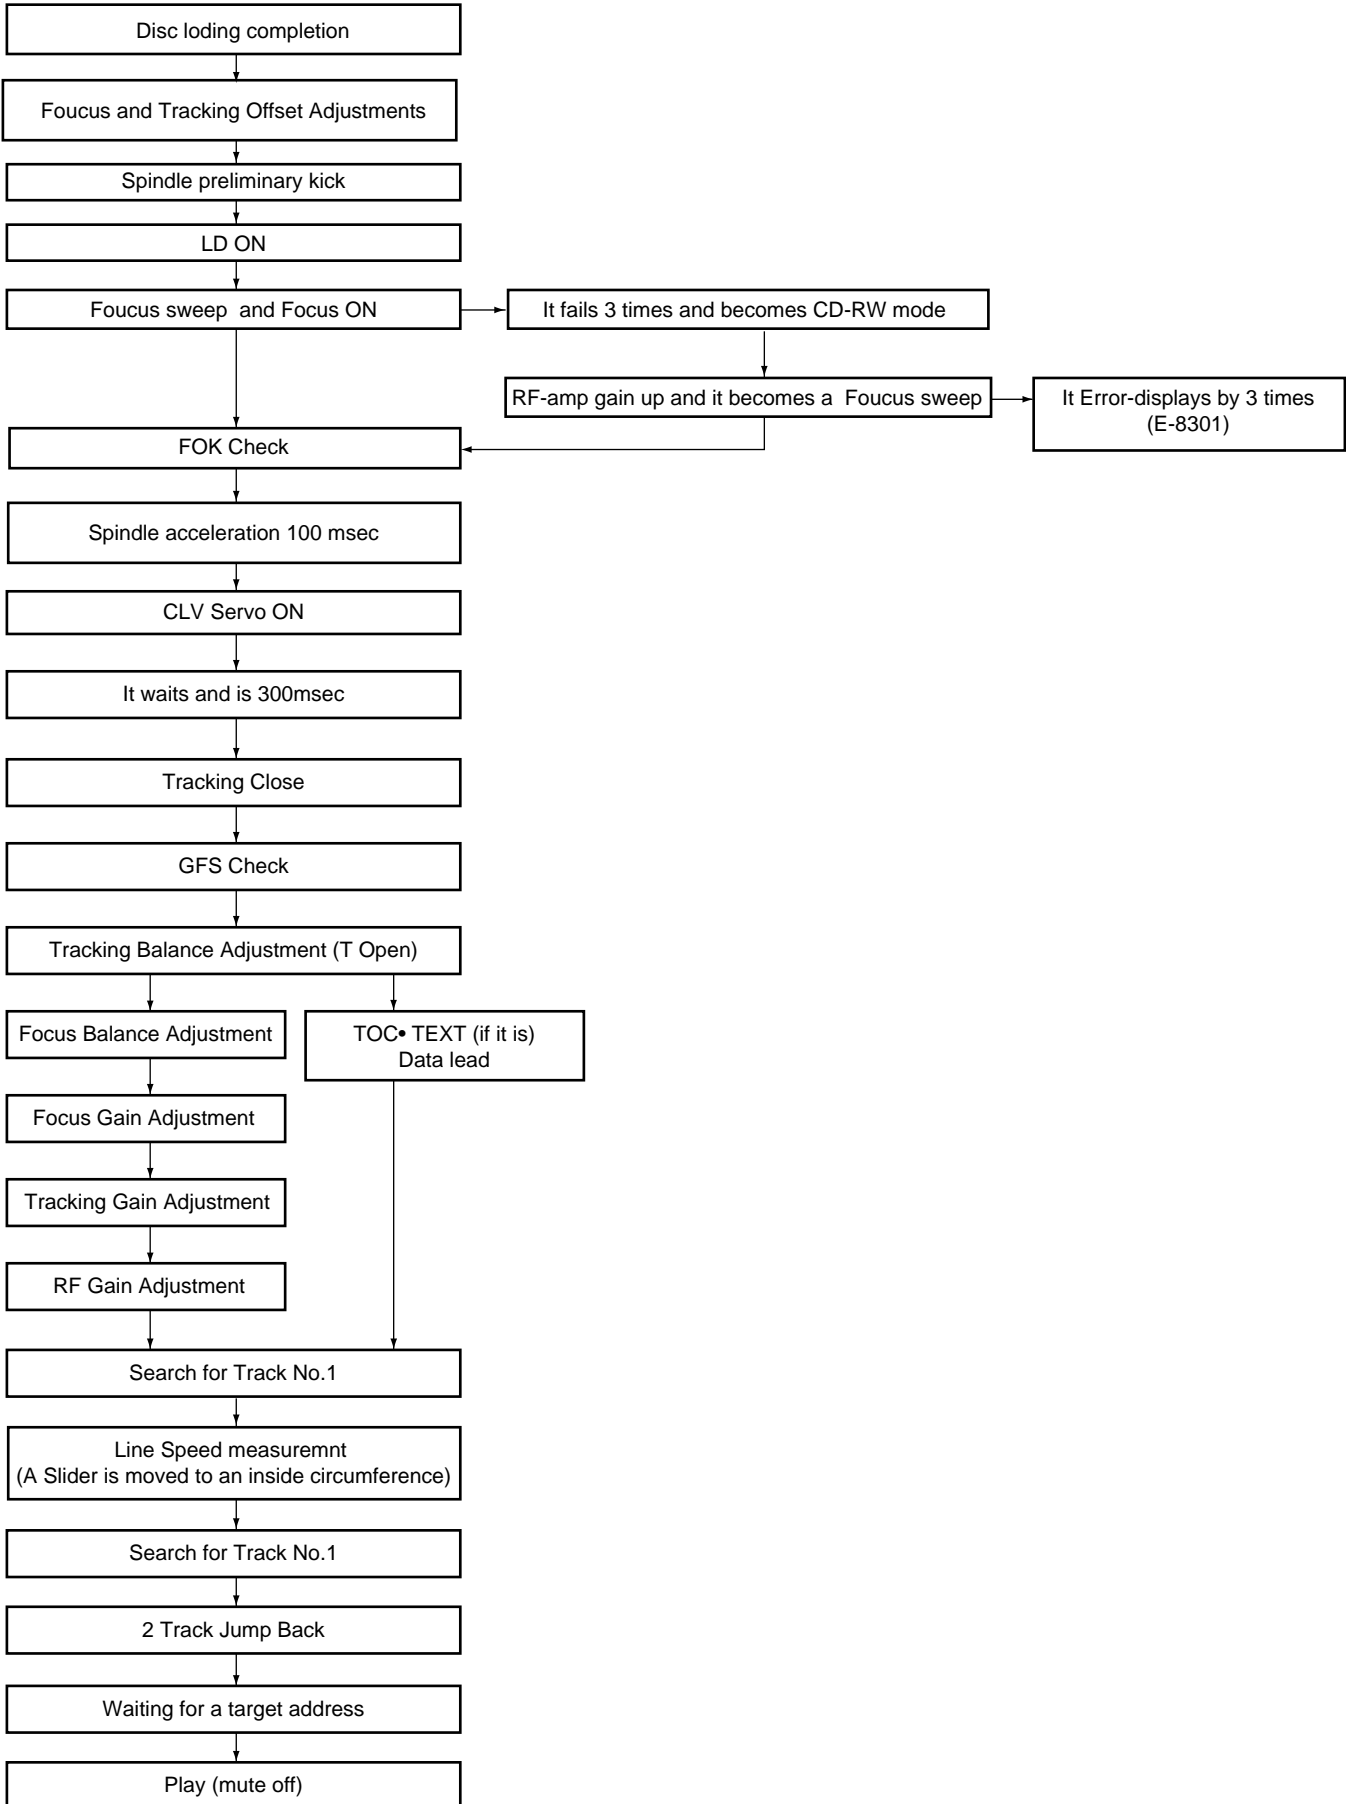 Disc loding completion
Foucus and Tracking Offset Adjustments
Spindle preliminary kick
LD ON
Foucus sweep  and Focus ON
It fails 3 times and becomes CD-RW mode
RF-amp gain up and it becomes a  Foucus sweep
It Error-displays by 3 times
(E-8301)
FOK Check
Spindle acceleration 100 msec
CLV Servo ON
It waits and is 300msec
Tracking Close
GFS Check
Tracking Balance Adjustment (T Open)
Focus Balance Adjustment
TOC• TEXT (if it is)
Data lead
Focus Gain Adjustment
Tracking Gain Adjustment
RF Gain Adjustment
Search for Track No.1
Line Speed measuremnt
(A Slider is moved to an inside circumference)
Search for Track No.1
2 Track Jump Back
Waiting for a target address
Play (mute off)